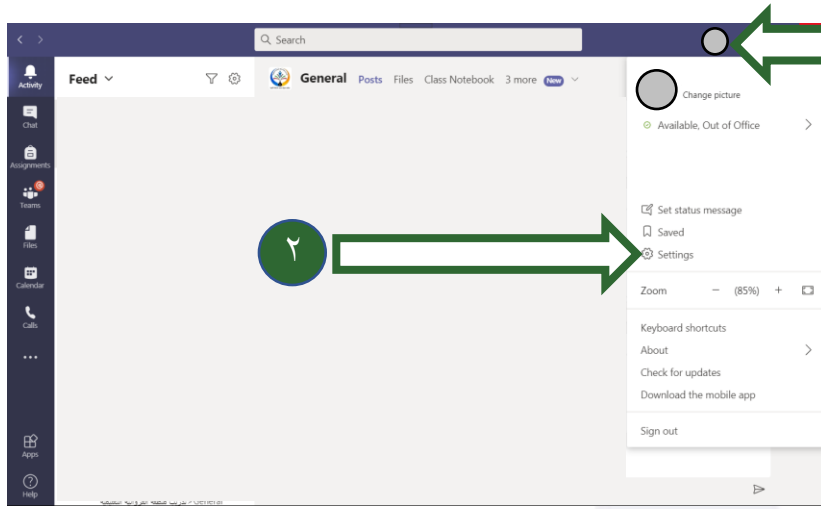 Search
Activity
Chat
Assignments
Teams
Files
Calendar
Calls
Apps
Help
Feed
General Posts Files Class Notebook 3 more New
٢
Change picture
Available, Out of Office
Set status message
Saved
Settings
Zoom - (85%) +
Keyboard shortcuts
About
Check for updates
Download the mobile app
Sign out